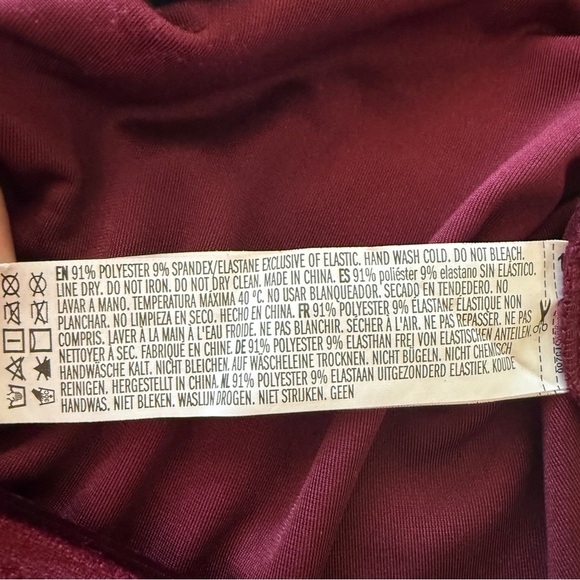 EN 91% POLYESTER 9% SPANDEX/ELASTANE EXCLUSIVE OF ELASTIC. HAND WASH COLD. DO NOT BLEACH.
LINE DRY. DO NOT IRON. DO NOT DRY CLEAN. MADE IN CHINA. ES 91% poliéster 9% elastano SIN ELÁSTICO.
LAVAR A MANO. TEMPERATURA MÁXIMA 40 °C. NO USAR BLANQUEADOR. SECADO EN TENDEDERO. NO
PLANCHAR. NO LIMPIEZA EN SECO. HECHO EN CHINA. FR 91% POLYESTER 9% ELASTANE ELASTIQUE NON
COMPRIS. LAVER À LA MAIN À L'EAU FROIDE. NE PAS BLANCHIR. SÉCHER À L'AIR. NE PAS REPASSER. NE PAS
NETTOYER À SEC. FABRIQUÉ EN CHINE. DE 91% POLYESTER 9% ELASTHAN FREI VON ELASTISCHEN ANTEILEN.
HANDWÄSCHE KALT. NICHT BLEICHEN. AUF WÄSCHELEINE TROCKNEN. NICHT BÜGELN. NICHT CHEMISCH
REINIGEN. HERGESTELLT IN CHINA. NL 91% POLYESTER 9% ELASTAAN UITGEZONDERD ELASTIEK. KOUDE
HANDWAS. NIET BLEKEN. WASLIJN DROGEN. NIET STRIJKEN. GEEN